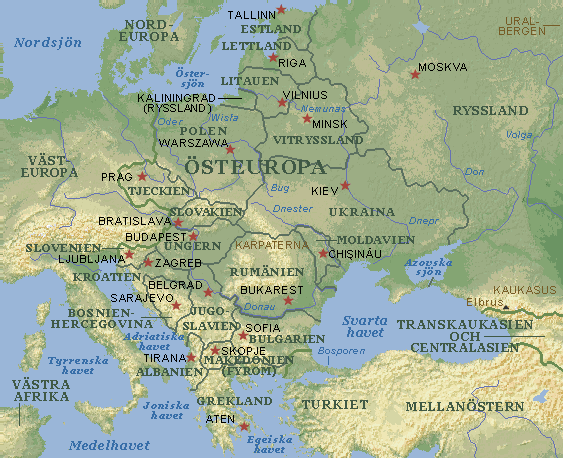 TALLINN
NORD-
EUROPA
ESTLAND
URAL-
BERGEN
Nordsjön
LETTLAND
RIGA
MOSKVA
Öster-
sjön
LITAUEN
VILNIUS
KALININGRAD
(RYSSLAND)
Nemunas
RYSSLAND
Oder
Wisla
MINSK
POLEN
VITRYSSLAND
Volga
WARSZAWA
VÄST-
EUROPA
ÖSTEUROPA
PRAG
Don
TJECKIEN
Bug
KIEV
SLOVAKIEN
Dnester
UKRAINA
BRATISLAVA
Dnepr
BUDAPEST
UNGERN
KARPATERNA
MOLDAVIEN
SLOVENIEN
LJUBLJANA
ZAGREB
CHIȘINĂU
Azovska
sjön
KROATIEN
RUMÄNIEN
BELGRAD
BUKAREST
KAUKASUS
SARAJEVO
Elbrus
JUGO-
SLAVIEN
Donau
BOSNIEN-
HERCEGOVINA
Svarta
havet
TRANSKAUKASIEN
OCH
CENTRALASIEN
SOFIA
BULGARIEN
Adriatiska
havet
Bosporen
TIRANA
SKOPJE
MAKEDONIEN
(FYROM)
Tyrrenska
havet
ALBANIEN
VÄSTRA
AFRIKA
GREKLAND
Joniska
havet
TURKIET
MELLANÖSTERN
ATEN
Medelhavet
Egeiska
havet